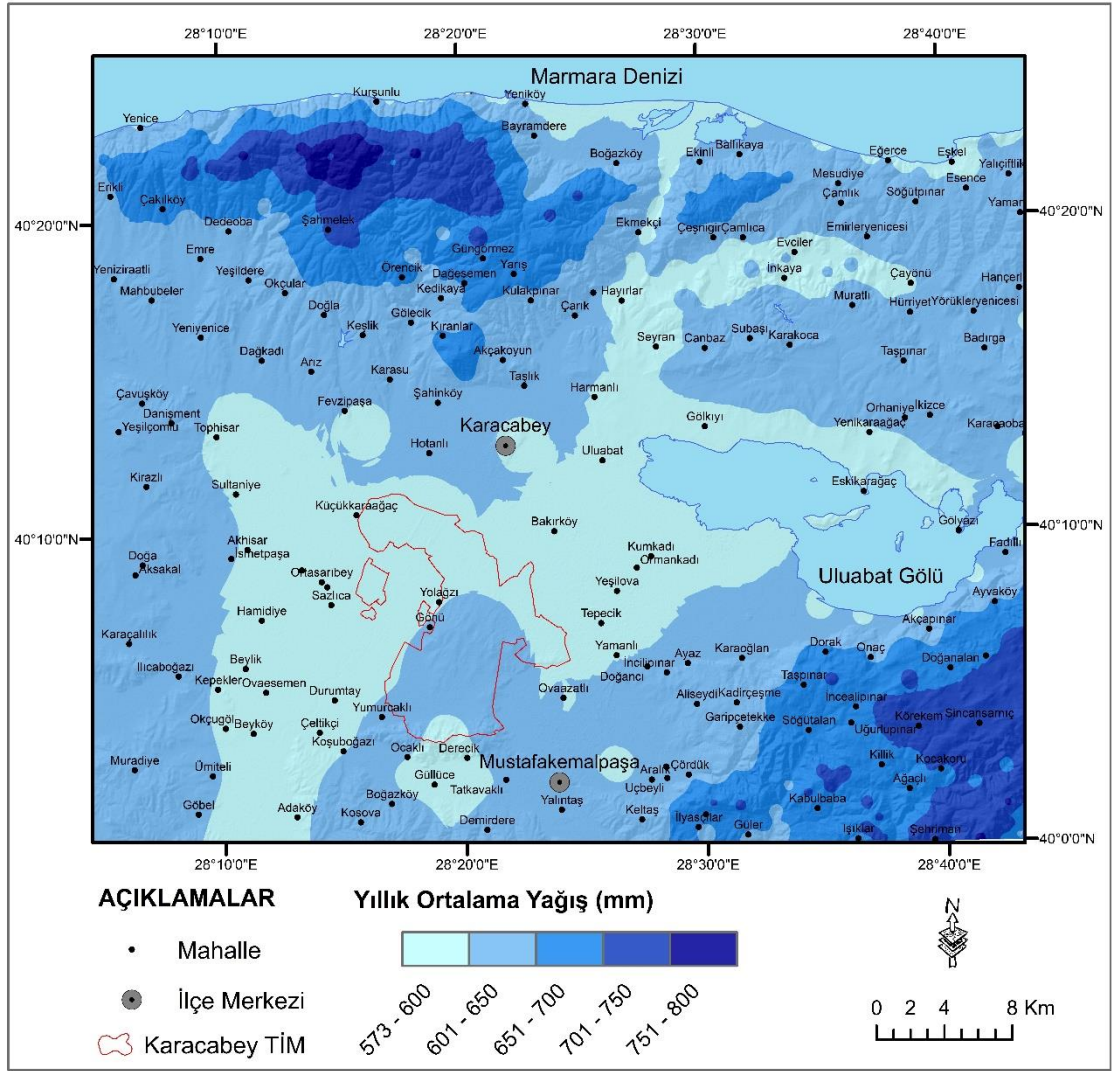 28°10'0"E
28°20'0"E
28°30'0"E
28°40'0"E
Marmara Denizi
Kurşunlu
Yeniköy
Yenice
Bayramdere
Boğazköy
Ekinli
Ballıkaya
Eğerce
Eşkel
Yalıçiftlik
Mesudiye
Esence
Erikli
Çakılköy
Çamlık
Söğütpınar
Yaman
40°20'0"N
40°20'0"N
Dedeoba
Şahmelek
Ekmekçi
Çeşnigir
Çamlıca
Emirleryenicesi
Evciler
Emre
Güngörmez
Yarış
Yeniziraatli
Yeşildere
Örencik
Dağesemen
İnkaya
Çayönü
Hançerl
Mahbubeler
Okçular
Kedikaya
Kulakpınar
Hayırlar
Muratlı
Hürriyet
Yörükleryenicesi
Doğla
Gölecik
Çarık
Yeniyenice
Keşlik
Kıranlar
Seyran
Canbaz
Subaşı
Karakoca
Badırga
Dağkadı
Arız
Akçakoyun
Taşpınar
Karasu
Taşlık
Çavuşköy
Fevzipaşa
Şahinköy
Harmanlı
Danişment
Orhaniye
İkizce
Yeşilçomlu
Tophisar
Karacabey
Gölkıyı
Yenikaraağaç
Karacaoba
Hotanlı
Uluabat
Kirazlı
Sultaniye
Eskikarağaç
Küçükkaraağaç
Bakırköy
Gölyazı
40°10'0"N
40°10'0"N
Akhisar
İsmetpaşa
Kumkadı
Fadıllı
Doğa
Aksakal
Ortasarıbey
Ormankadı
Uluabat Gölü
Sazlıca
Yolağzı
Yeşilova
Ayvaköy
Hamidiye
Gönü
Tepecik
Akçapınar
Karaçalılık
Yamanlı
Ayaz
Karaoğlan
Dorak
Onaç
Ilıcaboğazı
Beylik
İncilipınar
Doğancı
Doğanalan
Kepekler
Ovaesemen
Durumtay
Ovaazatlı
Aliseydi
Kadirçeşme
Taşpınar
Yumurcaklı
İncealipınar
Okçugöl
Beyköy
Çeltikçi
Garipçetekke
Söğütalan
Uğurlupınar
Körekem
Sincansarnıç
Koşuboğazı
Ocaklı
Derecik
Muradiye
Ümiteli
Güllüce
Mustafakemalpaşa
Aralık
Çördük
Killik
Kocakoru
Tatkavaklı
Uçbeyli
Ağaçlı
Göbel
Adaköy
Boğazköy
Kosova
Yalıntaş
Keltaş
Kabulbaba
Demirdere
İlyasçılar
Güler
Işıklar
Şehriman
40°0'0"N
28°10'0"E
28°20'0"E
28°30'0"E
28°40'0"E
AÇIKLAMALAR
Mahalle
İlçe Merkezi
Karacabey TİM
Yıllık Ortalama Yağış (mm)
573 - 600
601 - 650
651 - 700
701 - 750
751 - 800
N
0 2 4 8 Km